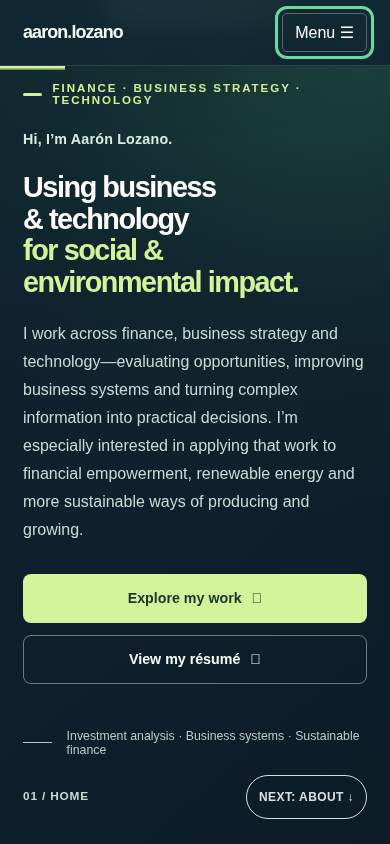 aaron.lozano
Menu ☰
FINANCE · BUSINESS STRATEGY ·
TECHNOLOGY
Hi, I’m Aarón Lozano.
Using business
& technology
for social &
environmental impact.
I work across finance, business strategy and
technology—evaluating opportunities, improving
business systems and turning complex
information into practical decisions. I’m
especially interested in applying that work to
financial empowerment, renewable energy and
more sustainable ways of producing and
growing.
Explore my work
View my résumé
Investment analysis · Business systems · Sustainable
finance
01 / HOME
NEXT: ABOUT ↓